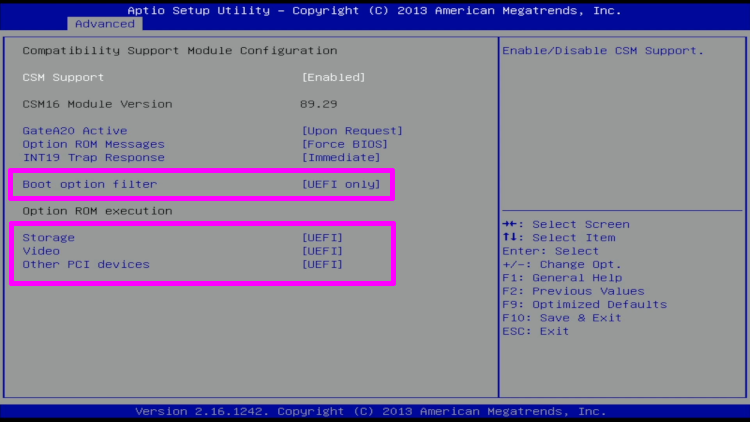 Aptio Setup Utility – Copyright (C) 2013 American Megatrends, Inc.
Advanced
Compatibility Support Module Configuration
Enable/Disable CSM Support.
CSM Support [Enabled]
CSM16 Module Version 89.29
GateA20 Active [Upon Request]
Option ROM Messages [Force BIOS]
INT19 Trap Response [Immediate]
Boot option filter [UEFI only]
Option ROM execution
Storage [UEFI]
Video [UEFI]
Other PCI devices [UEFI]
→←: Select Screen
↑↓: Select Item
Enter: Select
+/-: Change Opt.
F1: General Help
F2: Previous Values
F9: Optimized Defaults
F10: Save & Exit
ESC: Exit
Version 2.16.1242. Copyright (C) 2013 American Megatrends, Inc.